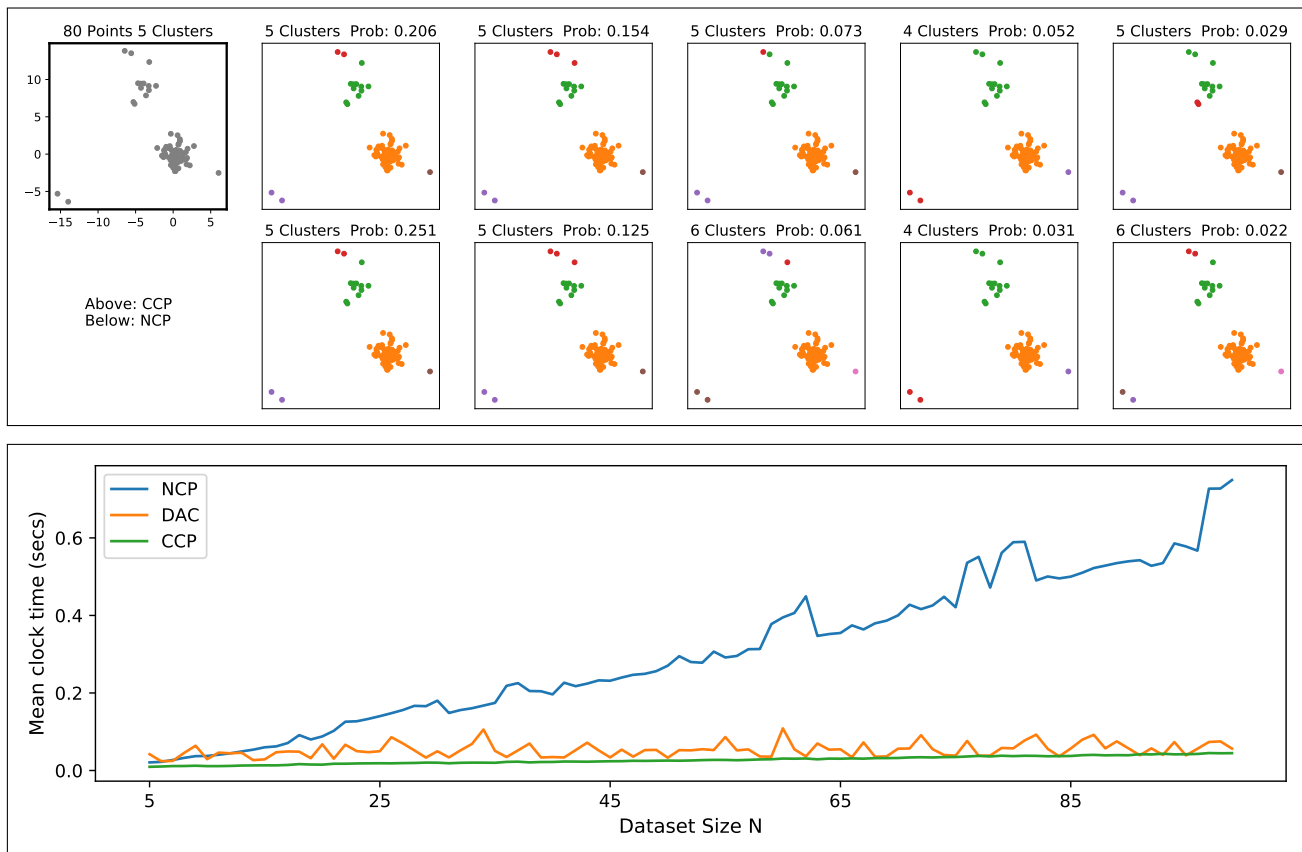 80 Points 5 Clusters
5 Clusters  Prob: 0.206
5 Clusters  Prob: 0.154
5 Clusters  Prob: 0.073
4 Clusters  Prob: 0.052
5 Clusters  Prob: 0.029
10
5
0
−5
−15
−10
−5
0
5
5 Clusters  Prob: 0.251
5 Clusters  Prob: 0.125
6 Clusters  Prob: 0.061
4 Clusters  Prob: 0.031
6 Clusters  Prob: 0.022
Above: CCP
Below: NCP
NCP
DAC
CCP
Mean clock time (secs)
0.6
0.4
0.2
0.0
5
25
45
65
85
Dataset Size N